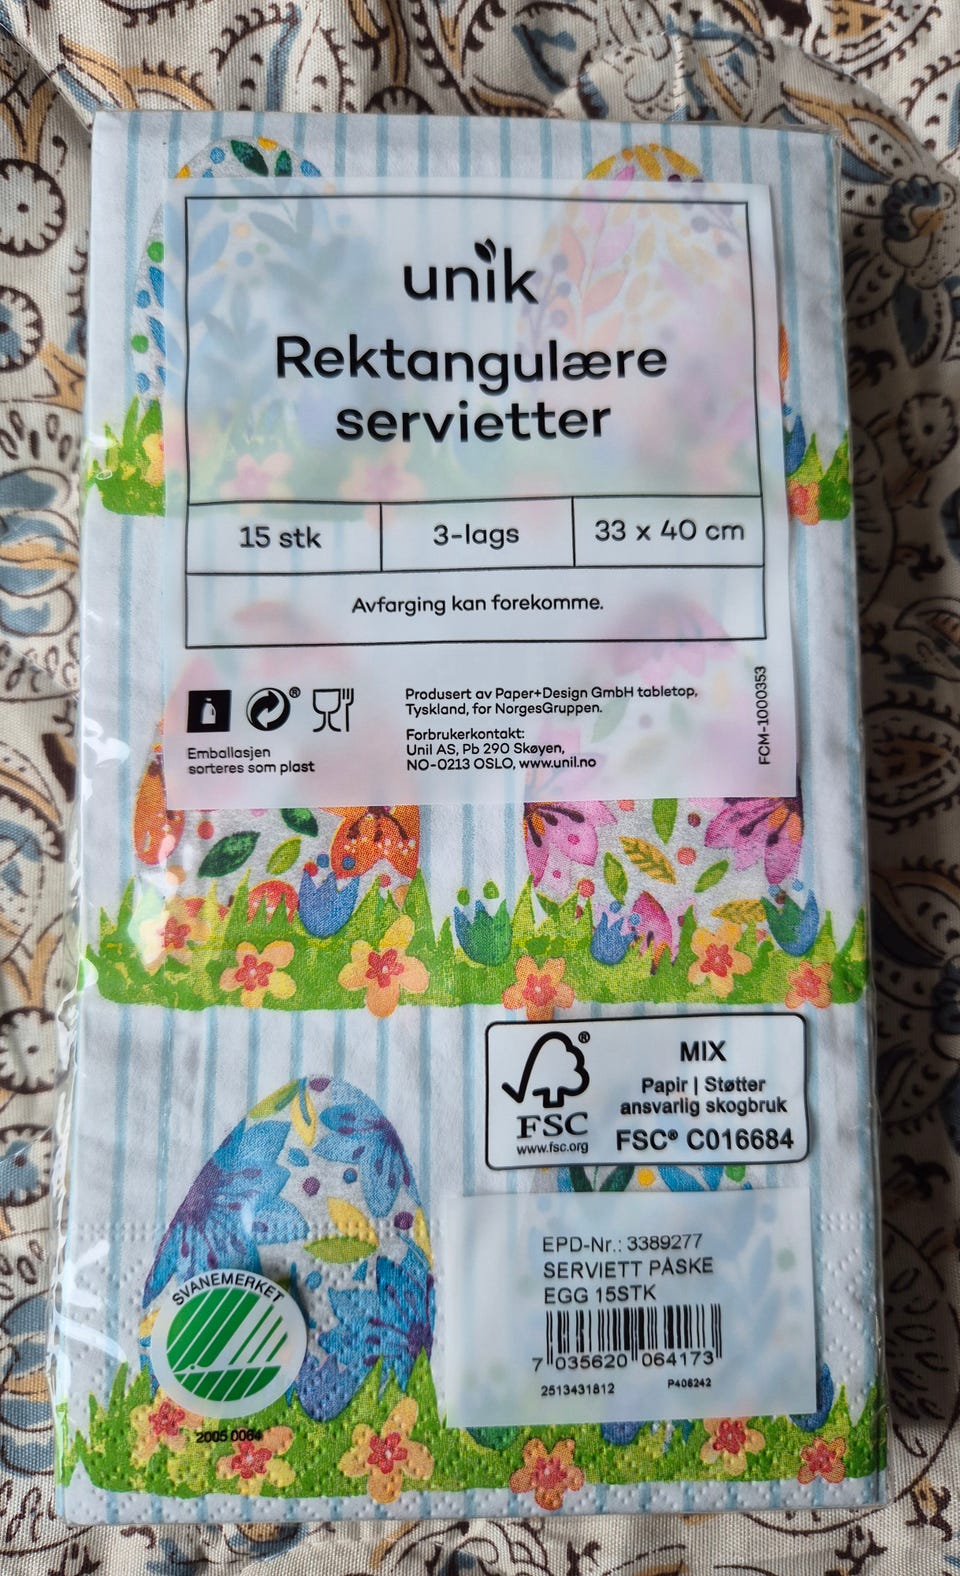 unik
Rektangulære
servietter
15 stk
3-lags
33 x 40 cm
Avfarging kan forekomme.
®
Emballasjen
sorteres som plast
Produsert av Paper+Design GmbH tabletop,
Tyskland, for NorgesGruppen.
Forbrukerkontakt:
Unil AS, Pb 290 Skøyen,
NO-0213 OSLO, www.unil.no
FCM-1000353
®
FSC
www.fsc.org
MIX
Papir | Støtter
ansvarlig skogbruk
FSC® C016684
EPD-Nr.: 3389277
SERVIETT PÅSKE
EGG 15STK
7 035620 064173
2513431812 P406242
SVANEMERKET
2005 0064